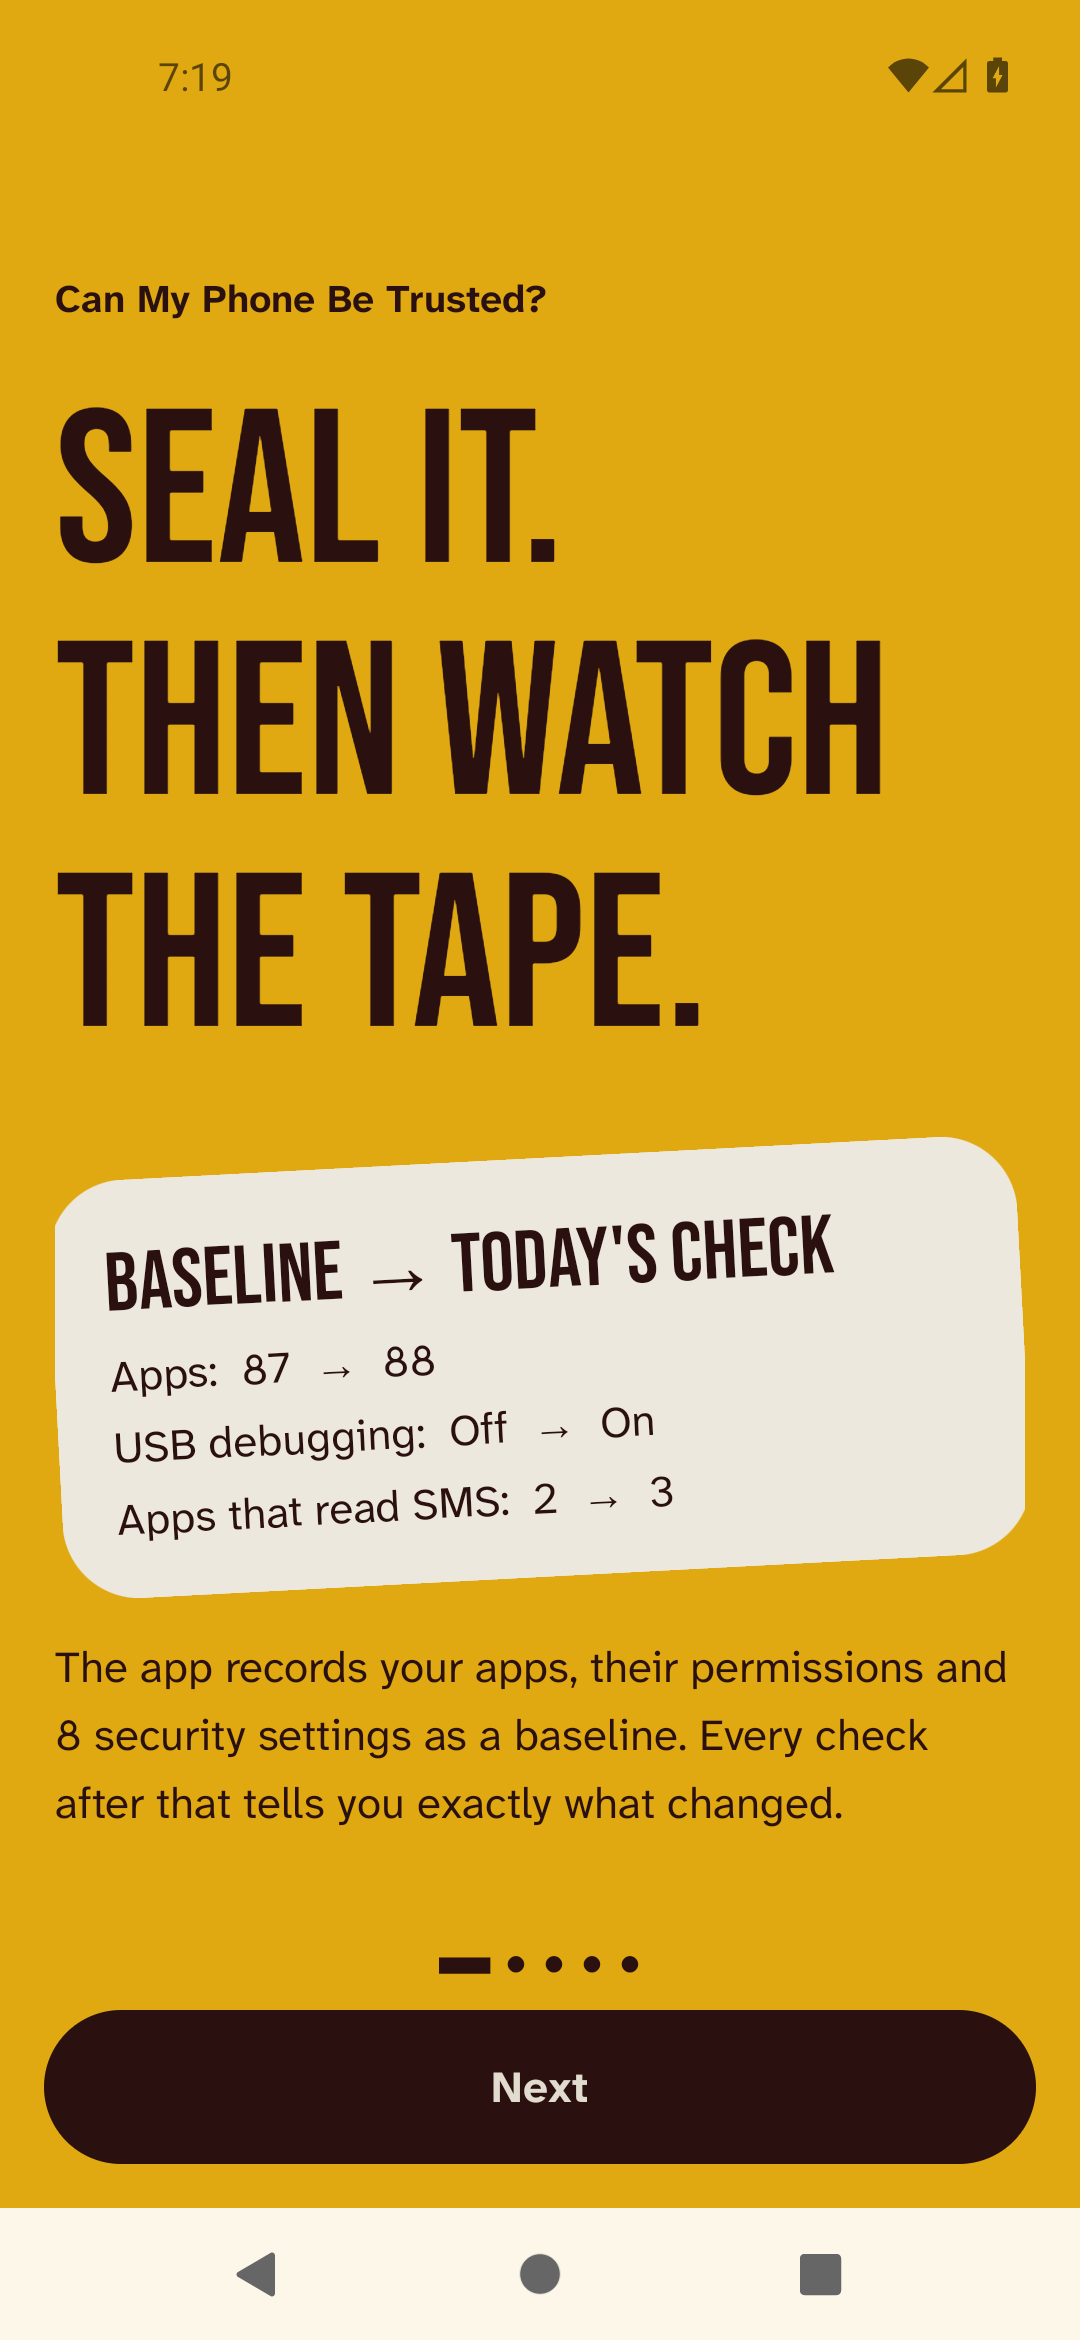 7:19
Can My Phone Be Trusted?
SEAL IT.
THEN WATCH
THE TAPE.
BASELINE → TODAY'S CHECK
Apps: 87 → 88
USB debugging: Off → On
Apps that read SMS: 2 → 3
The app records your apps, their permissions and
8 security settings as a baseline. Every check
after that tells you exactly what changed.
Next